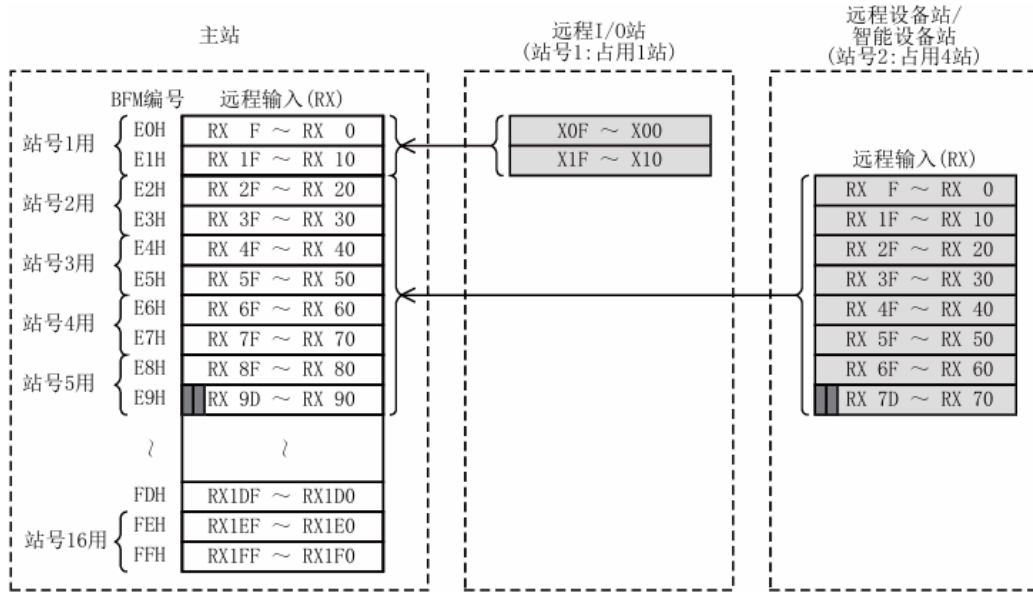 主站
远程I/O站
(站号1:占用1站)
远程设备站/
智能设备站
(站号2:占用4站)
BFM编号 远程输入(RX)
站号1用
E0H RX F ～ RX 0
E1H RX 1F ～ RX 10
站号2用
E2H RX 2F ～ RX 20
E3H RX 3F ～ RX 30
站号3用
E4H RX 4F ～ RX 40
E5H RX 5F ～ RX 50
站号4用
E6H RX 6F ～ RX 60
E7H RX 7F ～ RX 70
站号5用
E8H RX 8F ～ RX 80
E9H RX 9D ～ RX 90
～ ～
FDH RX1DF ～ RX1D0
站号16用
FEH RX1EF ～ RX1E0
FFH RX1FF ～ RX1F0
X0F ～ X00
X1F ～ X10
远程输入(RX)
RX F ～ RX 0
RX 1F ～ RX 10
RX 2F ～ RX 20
RX 3F ～ RX 30
RX 4F ～ RX 40
RX 5F ～ RX 50
RX 6F ～ RX 60
RX 7D ～ RX 70